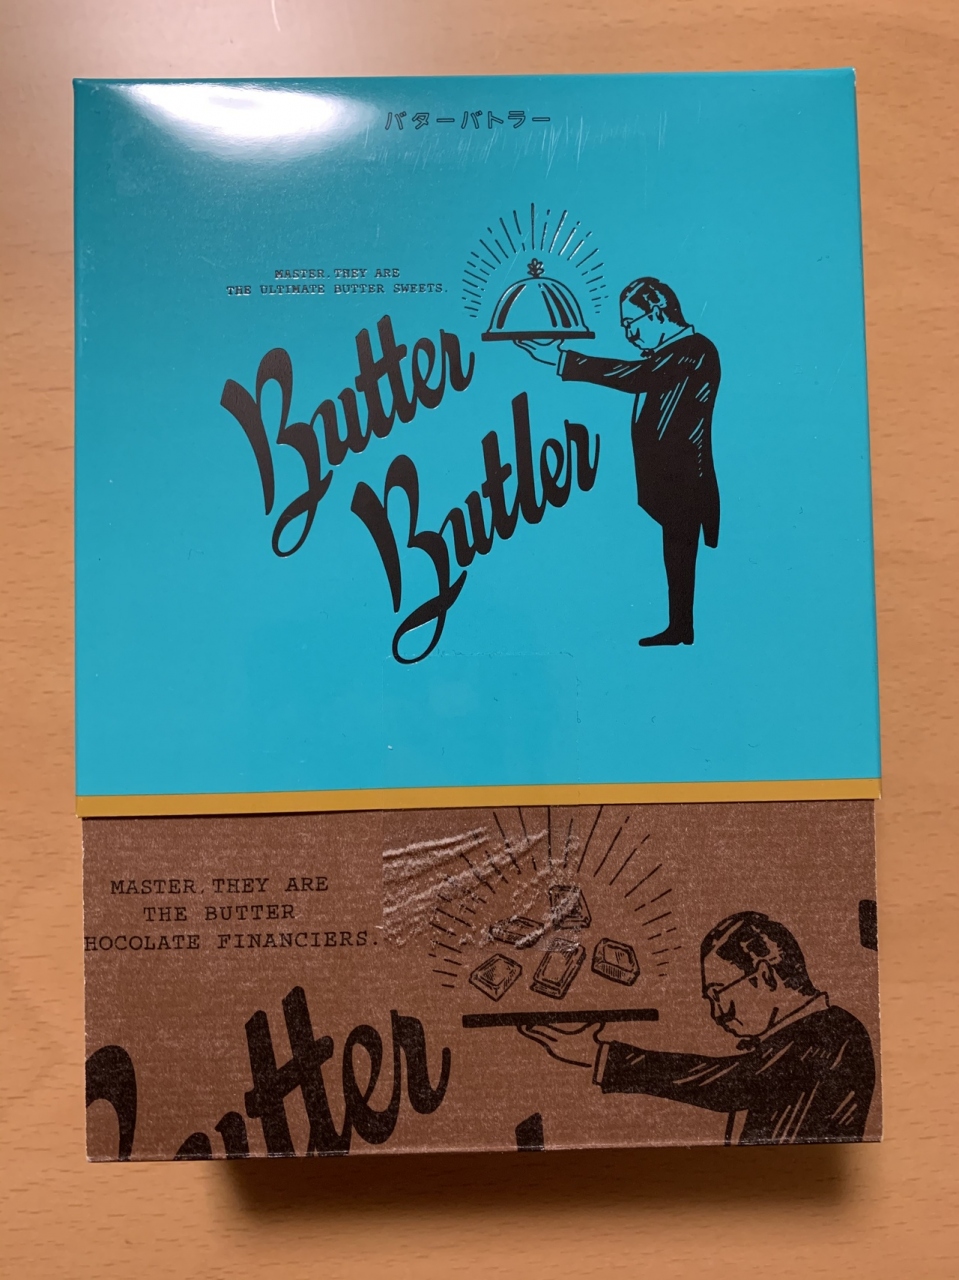 バターバトラー
MASTER.THEY ARE
THE ULTIMATE BUTTER SWEETS.
Butter
Butler
MASTER.THEY ARE
THE BUTTER
HOCOLATE FINANCIERS.
Butter